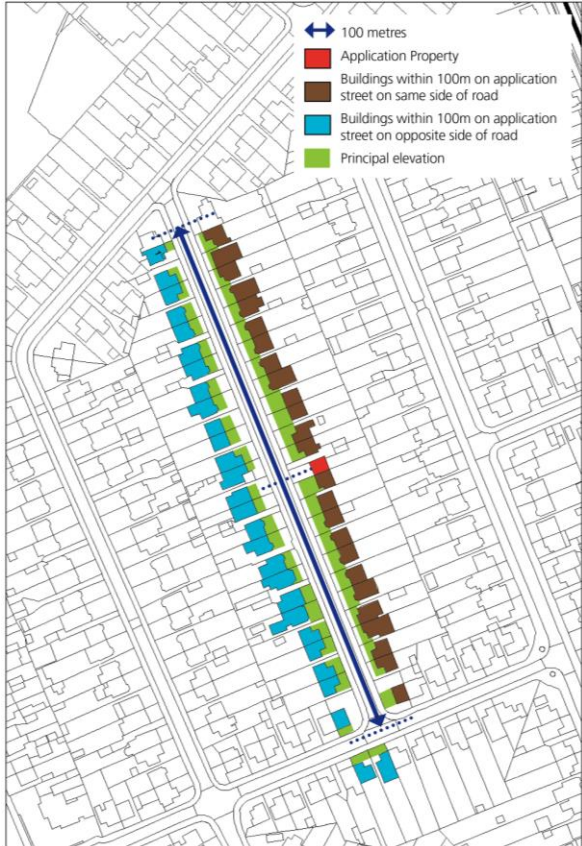 100 metres
Application Property
Buildings within 100m on application
street on same side of road
Buildings within 100m on application
street on opposite side of road
Principal elevation